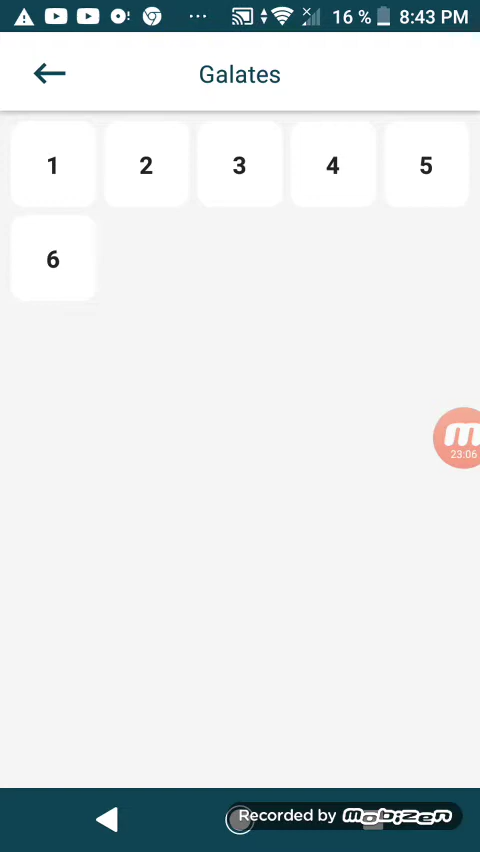 16 % 8:43 PM
Galates
1 2 3 4 5
6
23:06
Recorded by mobizen